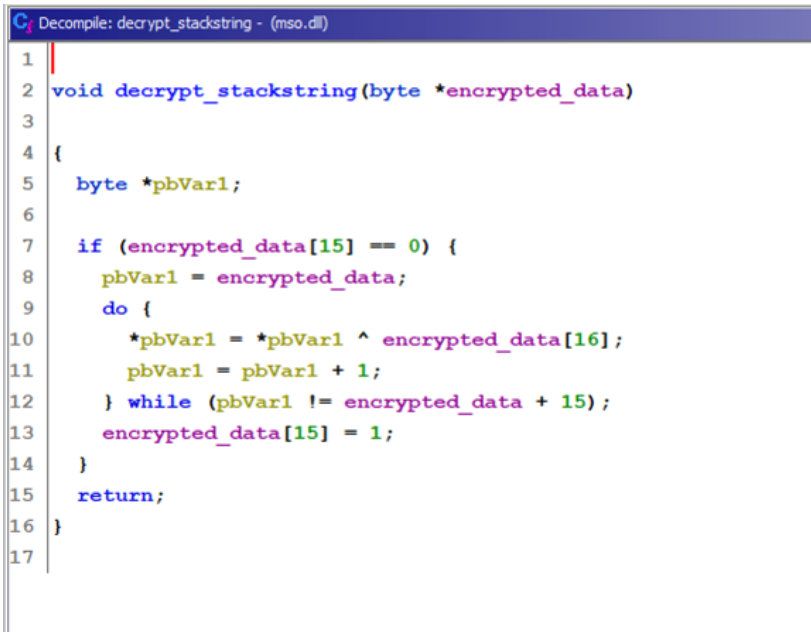 Decompile: decrypt_stackstring - (mso.dll)
1
2 void decrypt_stackstring(byte *encrypted_data)
3
4 {
5   byte *pbVar1;
6
7   if (encrypted_data[15] == 0) {
8     pbVar1 = encrypted_data;
9     do {
10       *pbVar1 = *pbVar1 ^ encrypted_data[16];
11       pbVar1 = pbVar1 + 1;
12     } while (pbVar1 != encrypted_data + 15);
13     encrypted_data[15] = 1;
14   }
15   return;
16 }
17